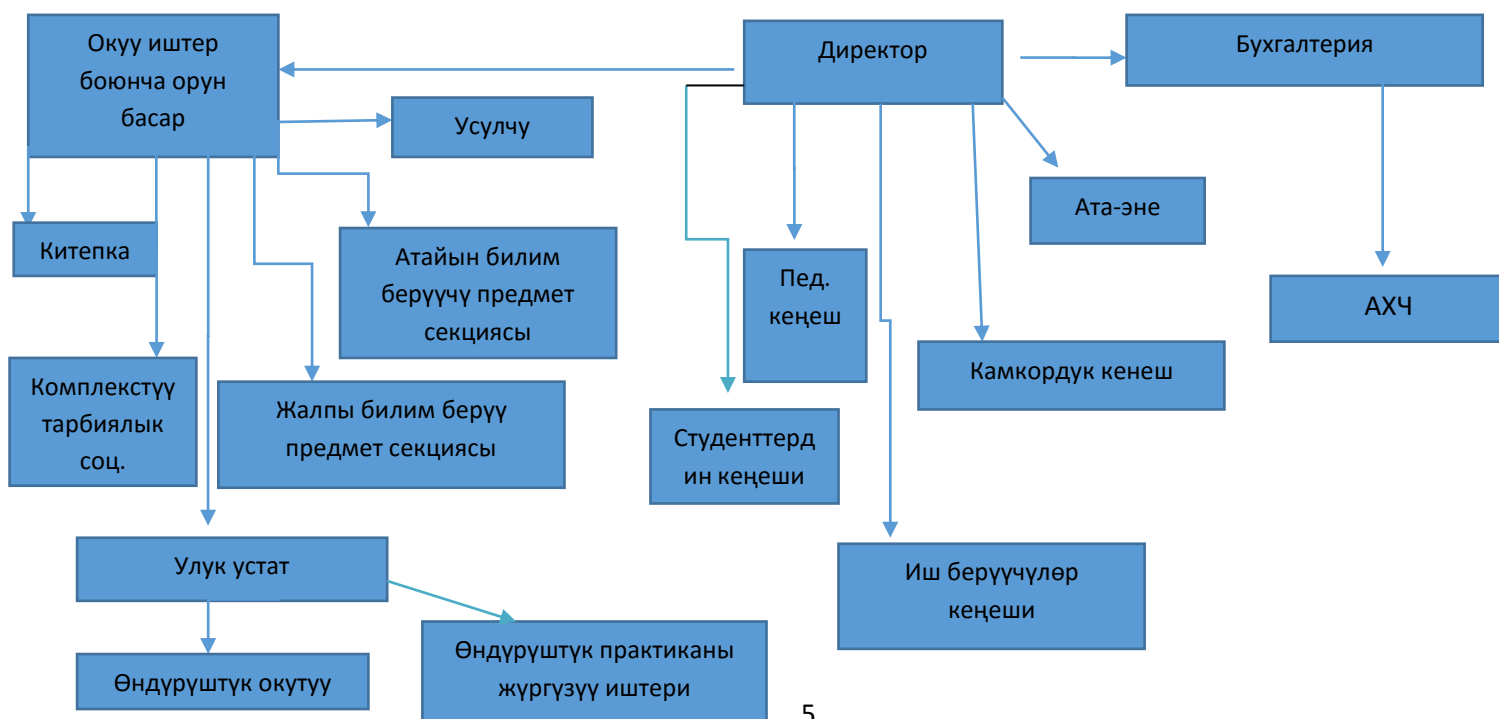 Окуу иштер
боюнча орун
басар
Директор
Бухгалтерия
Усулчу
Ата-эне
Китепка
Атайын билим
берүүчү предмет
секциясы
Пед.
кеңеш
АХЧ
Комплекстүү
тарбиялык
соц.
Жалпы билим берүү
предмет секциясы
Камкордук кенеш
Студенттерд
ин кеңеши
Улук устат
Иш берүүчүлөр
кеңеши
Өндүрүштүк окутуу
Өндүрүштүк практиканы
жүргүзүү иштери
5